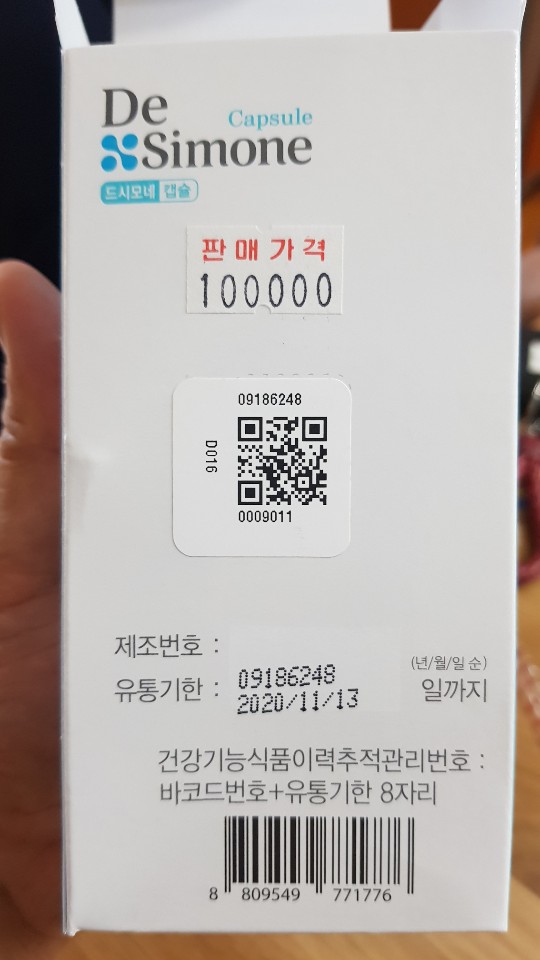 De
Capsule
Simone
드시모네 캡슐
판매가격
100000
09186248
D016
0009011
제조번호 :
(년/월/일 순)
09186248
유통기한 : 2020/11/13 일까지
건강기능식품이력추적관리번호 :
바코드번호+유통기한 8자리
8 809549 771776